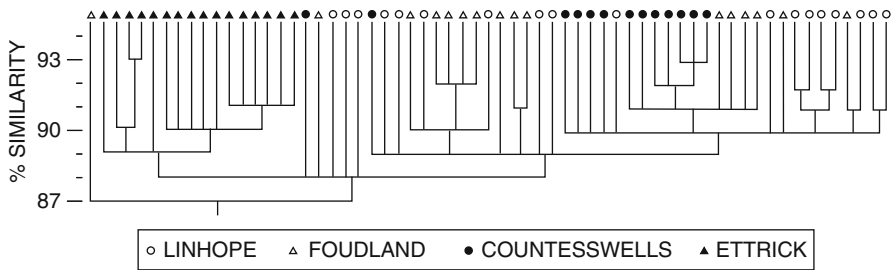 % SIMILARITY
93
90
87
LINHOPE FOUDLAND COUNTESSWELLS ETTRICK